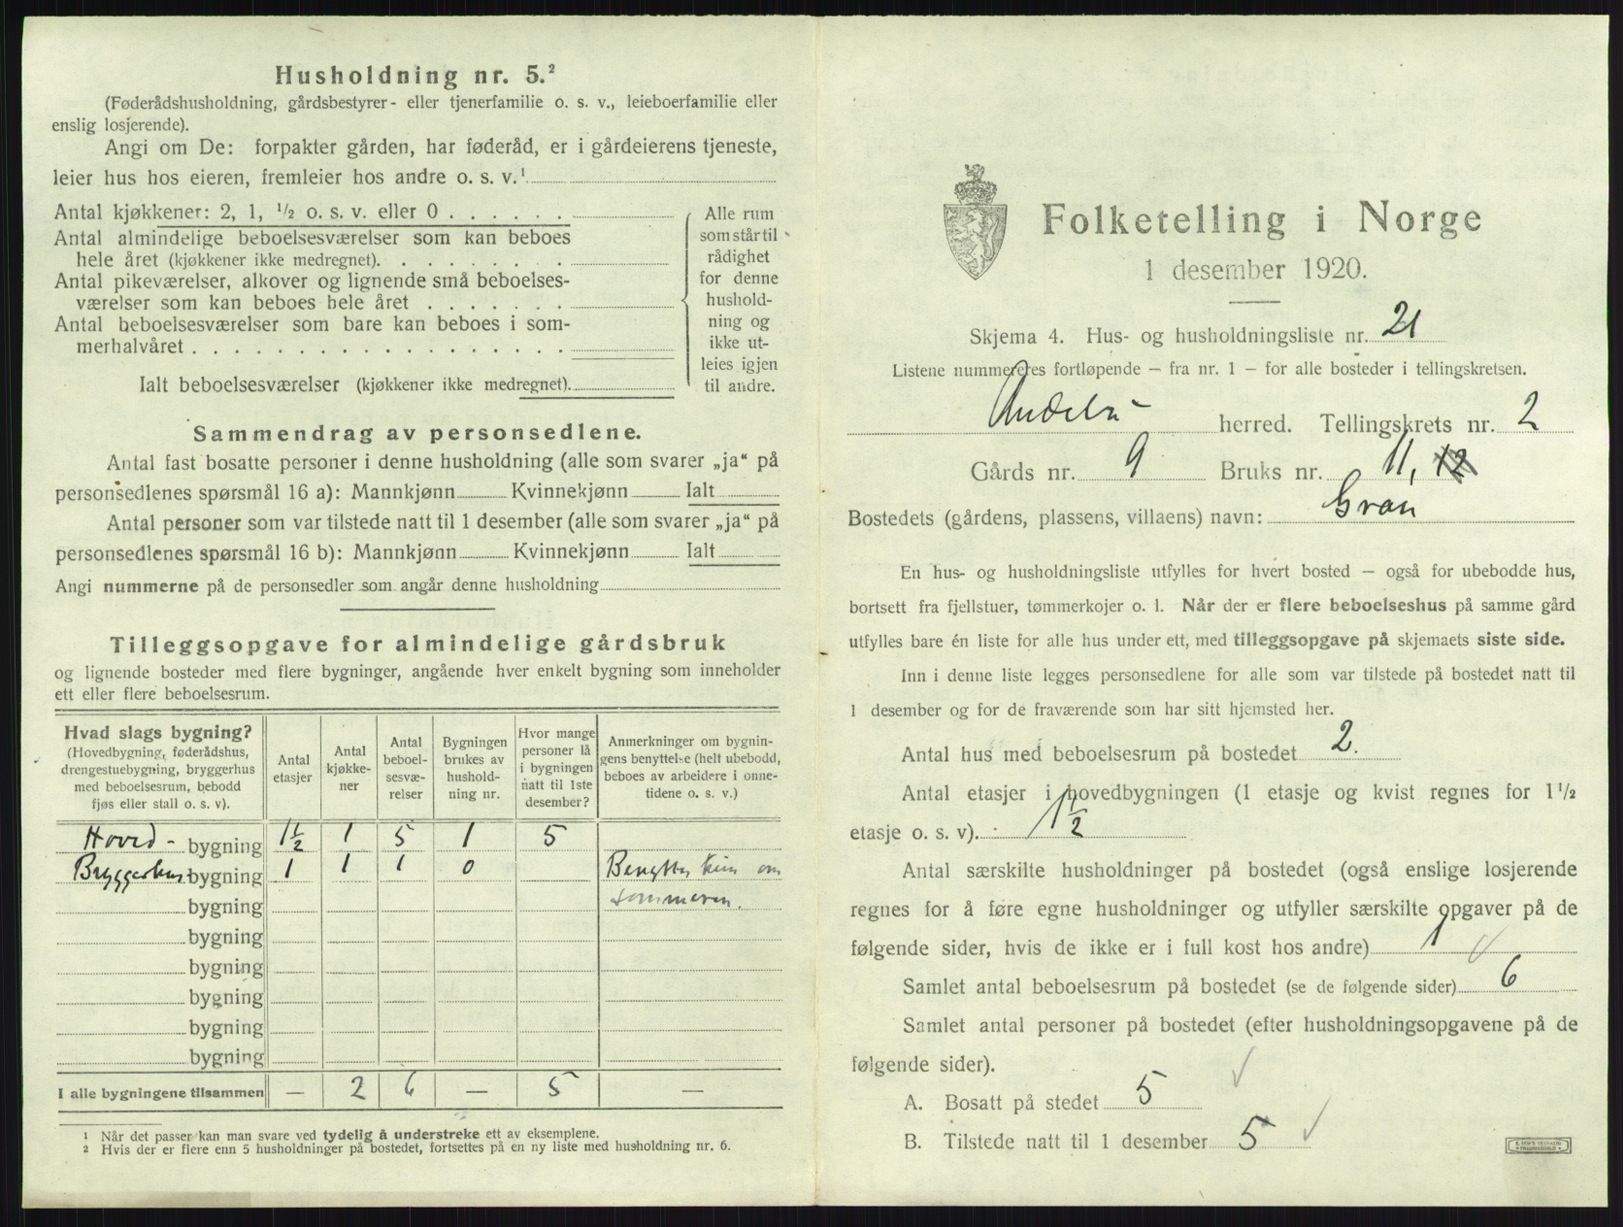 Husholdning nr. 5.²
(Føderådshusholdning, gårdsbestyrer- eller tjenerfamilie o. s. v., leieboerfamilie eller
enslig losjerende).
Angi om De: forpakter gården, har føderåd, er i gårdeierens tjeneste,
leier hus hos eieren, fremleier hos andre o. s. v.¹
Antal kjøkkener: 2, 1, ½ o. s. v. eller 0 . . . . . .
Antal almindelige beboelsesværelser som kan beboes
hele året (kjøkkener ikke medregnet). . . . . . . . .
Antal pikeværelser, alkover og lignende små beboelses-
værelser som kan beboes hele året . . . . . . .
Antal beboelsesværelser som bare kan beboes i som-
merhalvåret . . . . . . . . . . . . . . . . . .
Ialt beboelsesværelser (kjøkkener ikke medregnet).
Alle rum
som står til
rådighet
for denne
hushold-
ning og
ikke ut-
leies igjen
til andre.
Sammendrag av personsedlene.
Antal fast bosatte personer i denne husholdning (alle som svarer „ja“ på
personsedlenes spørsmål 16 a): Mannkjønn Kvinnekjønn Ialt
Antal personer som var tilstede natt til 1 desember (alle som svarer „ja“ på
personsedlenes spørsmål 16 b): Mannkjønn Kvinnekjønn Ialt
Angi nummerne på de personsedler som angår denne husholdning
Tilleggsopgave for almindelige gårdsbruk
og lignende bosteder med flere bygninger, angående hver enkelt bygning som inneholder
ett eller flere beboelsesrum.
Hvad slags bygning?
(Hovedbygning, føderådshus,
drengestuebygning, bryggerhus
med beboelsesrum, bebodd
fjøs eller stall o. s. v).
Antal
etasjer
Antal
kjøkke-
ner
Antal
beboel-
sesvæ-
relser
Bygningen
brukes av
hushold-
ning nr.
Hvor mange
personer lå
i bygningen
natt til 1ste
desember?
Anmerkninger om bygnin-
gens benyttelse (helt ubebodd,
beboes av arbeidere i onne-
tidene o. s. v.)
Hoved- bygning 1½ 1 5 1 5
Bryggerhus- bygning 1 1 1 0 Benyttes kun om
bygning sommeren.
bygning
bygning
bygning
bygning
bygning
I alle bygningene tilsammen — 2 6 — 5 —
¹ Når det passer kan man svare ved tydelig å understreke ett av eksemplene.
² Hvis der er flere enn 5 husholdninger på bostedet, fortsettes på en ny liste med husholdning nr. 6.
Folketelling i Norge
1 desember 1920.
Skjema 4. Hus- og husholdningsliste nr. 21
Listene nummereres fortløpende — fra nr. 1 — for alle bosteder i tellingskretsen.
Andebu herred. Tellingskrets nr. 2
Gårds nr. 9 Bruks nr. 11, 12
Bostedets (gårdens, plassens, villaens) navn: Gran
En hus- og husholdningsliste utfylles for hvert bosted — også for ubebodde hus,
bortsett fra fjellstuer, tømmerkojer o. l. Når der er flere beboelseshus på samme gård
utfylles bare én liste for alle hus under ett, med tilleggsopgave på skjemaets siste side.
Inn i denne liste legges personsedlene for alle som var tilstede på bostedet natt til
1 desember og for de fraværende som har sitt hjemsted her.
Antal hus med beboelsesrum på bostedet 2.
Antal etasjer i hovedbygningen (1 etasje og kvist regnes for 1½
etasje o. s. v). 1½
Antal særskilte husholdninger på bostedet (også enslige losjerende
regnes for å føre egne husholdninger og utfyller særskilte opgaver på de
følgende sider, hvis de ikke er i full kost hos andre) 1 ✓
Samlet antal beboelsesrum på bostedet (se de følgende sider) 6
Samlet antal personer på bostedet (efter husholdningsopgavene på de
følgende sider).
A. Bosatt på stedet 5 ✓
B. Tilstede natt til 1 desember 5 ✓